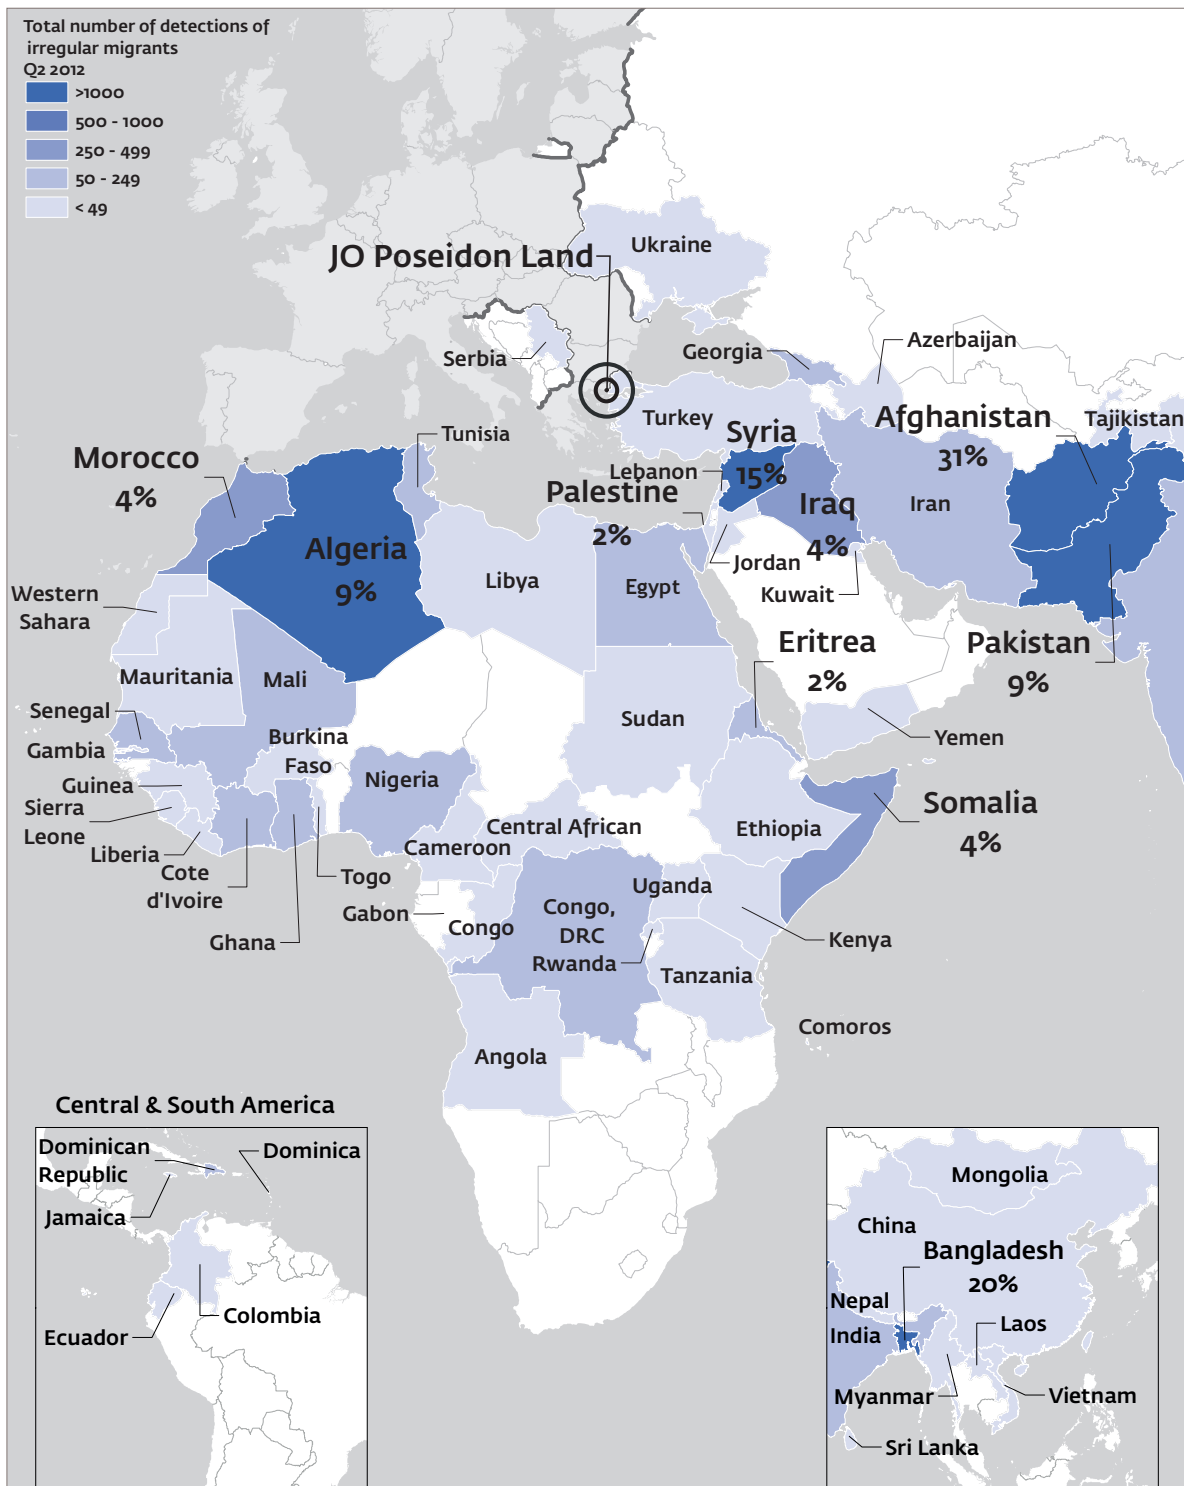 Total number of detections of
irregular migrants
Q2 2012
>1000
500 - 1000
250 - 499
50 - 249
< 49
Ukraine
JO Poseidon Land
Serbia
Georgia
Azerbaijan
Turkey
Afghanistan
31%
Tajikistan
Tunisia
Syria
15%
Morocco
4%
Lebanon
Palestine
2%
Iraq
4%
Iran
Algeria
9%
Libya
Egypt
Jordan
Kuwait
Western
Sahara
Eritrea
2%
Pakistan
9%
Mauritania
Mali
Senegal
Sudan
Yemen
Gambia
Burkina
Faso
Nigeria
Guinea
Sierra
Leone
Somalia
4%
Central African
Ethiopia
Cameroon
Liberia
Cote
d'Ivoire
Togo
Uganda
Gabon
Congo
Congo,
DRC
Ghana
Kenya
Rwanda
Tanzania
Comoros
Angola
Central & South America
Dominican
Republic
Dominica
Jamaica
Colombia
Ecuador
Mongolia
China
Bangladesh
20%
Nepal
India
Laos
Myanmar
Vietnam
Sri Lanka